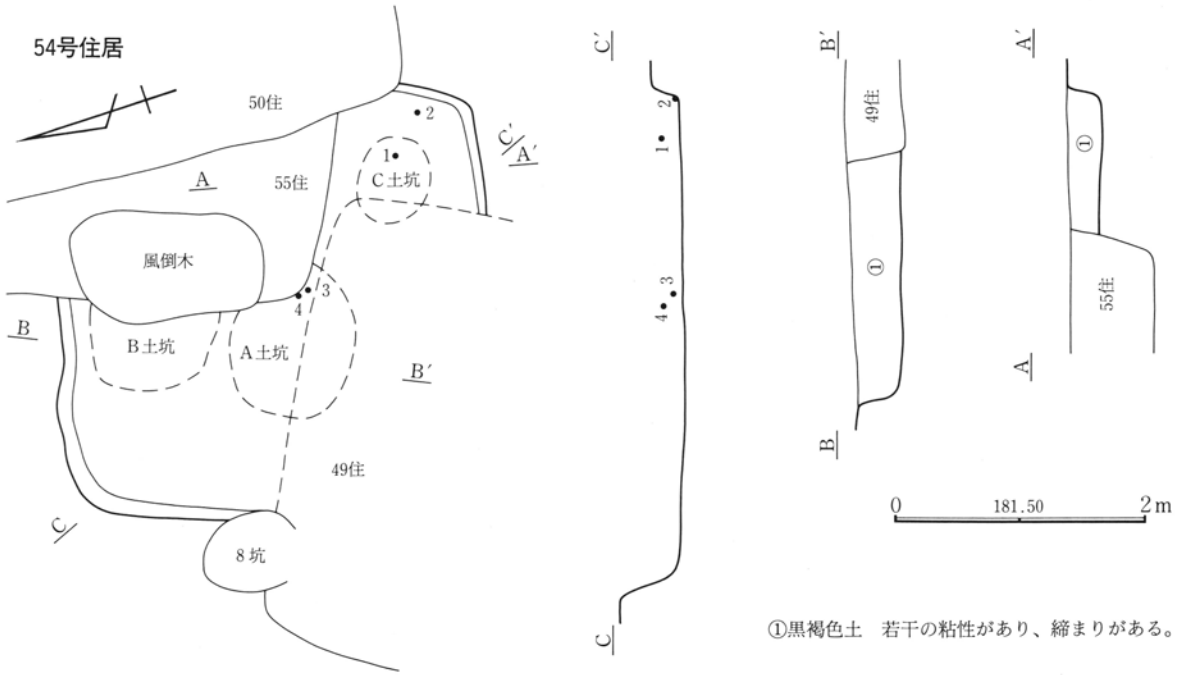 54号住居
50住
2
C′
A′
1
C土坑
A
55住
風倒木
3
4
B
B土坑
A土坑
B′
49住
C
8坑
C′
2
1
3
4
C
B′
49住
①
B
A′
①
55住
A
0 181.50 2m
①黒褐色土 若干の粘性があり、締まりがある。